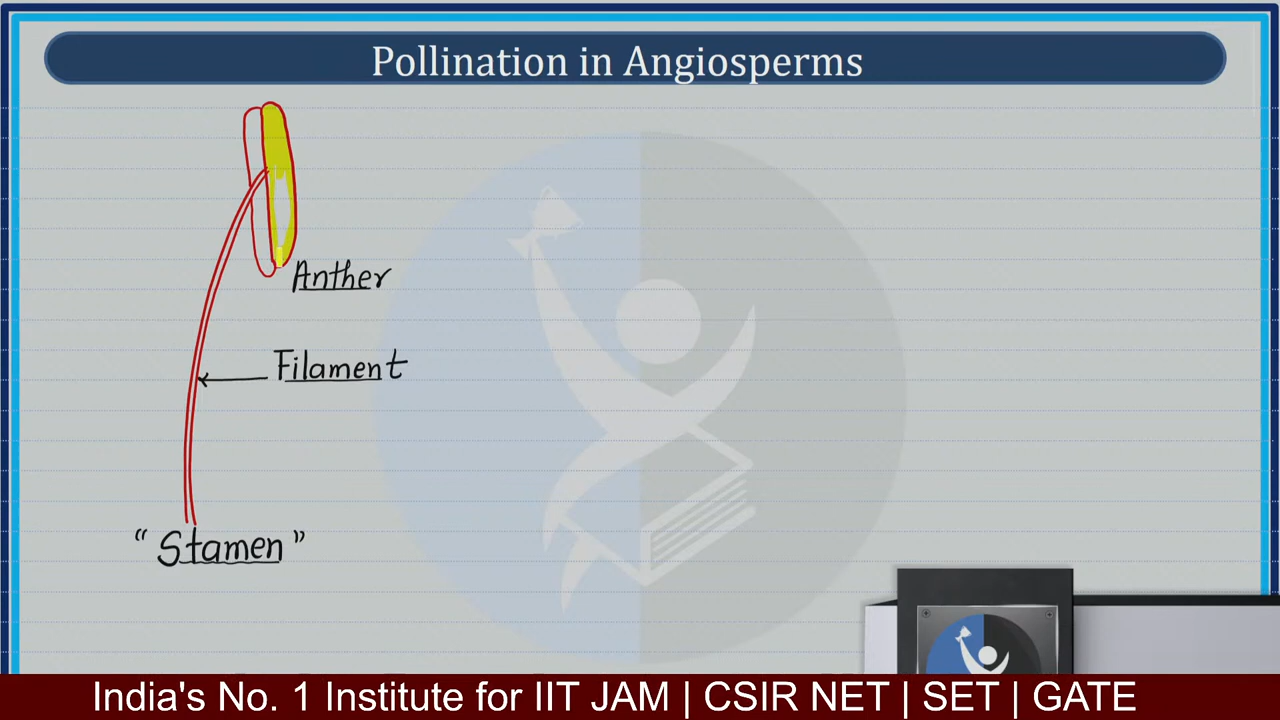 Pollination in Angiosperms
Anther
Filament
“Stamen”
India's No. 1 Institute for IIT JAM | CSIR NET | SET | GATE